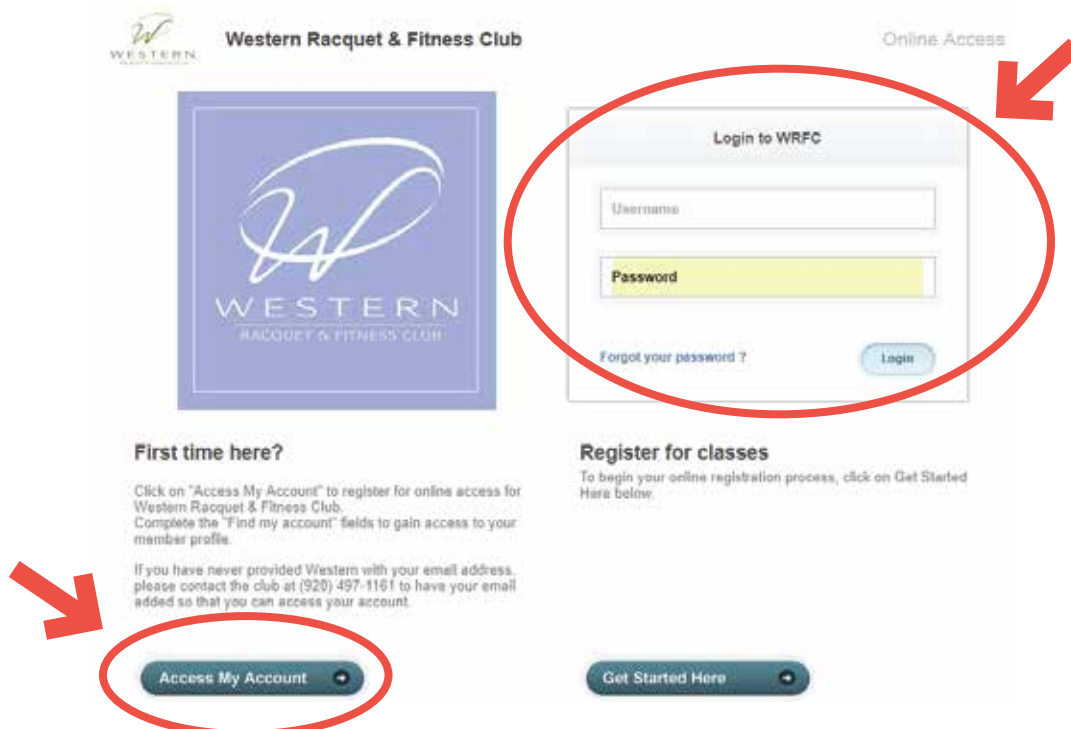 WESTERN
Western Racquet & Fitness Club
Online Access
WESTERN
RACQUET & FITNESS CLUB
Login to WRFC
Username
Password
Forgot your password ?
Login
First time here?
Click on "Access My Account" to register for online access for
Western Racquet & Fitness Club.
Complete the "Find my account" fields to gain access to your
member profile.
If you have never provided Western with your email address,
please contact the club at (920) 497-1161 to have your email
added so that you can access your account.
Access My Account
Register for classes
To begin your online registration process, click on Get Started
Here below.
Get Started Here